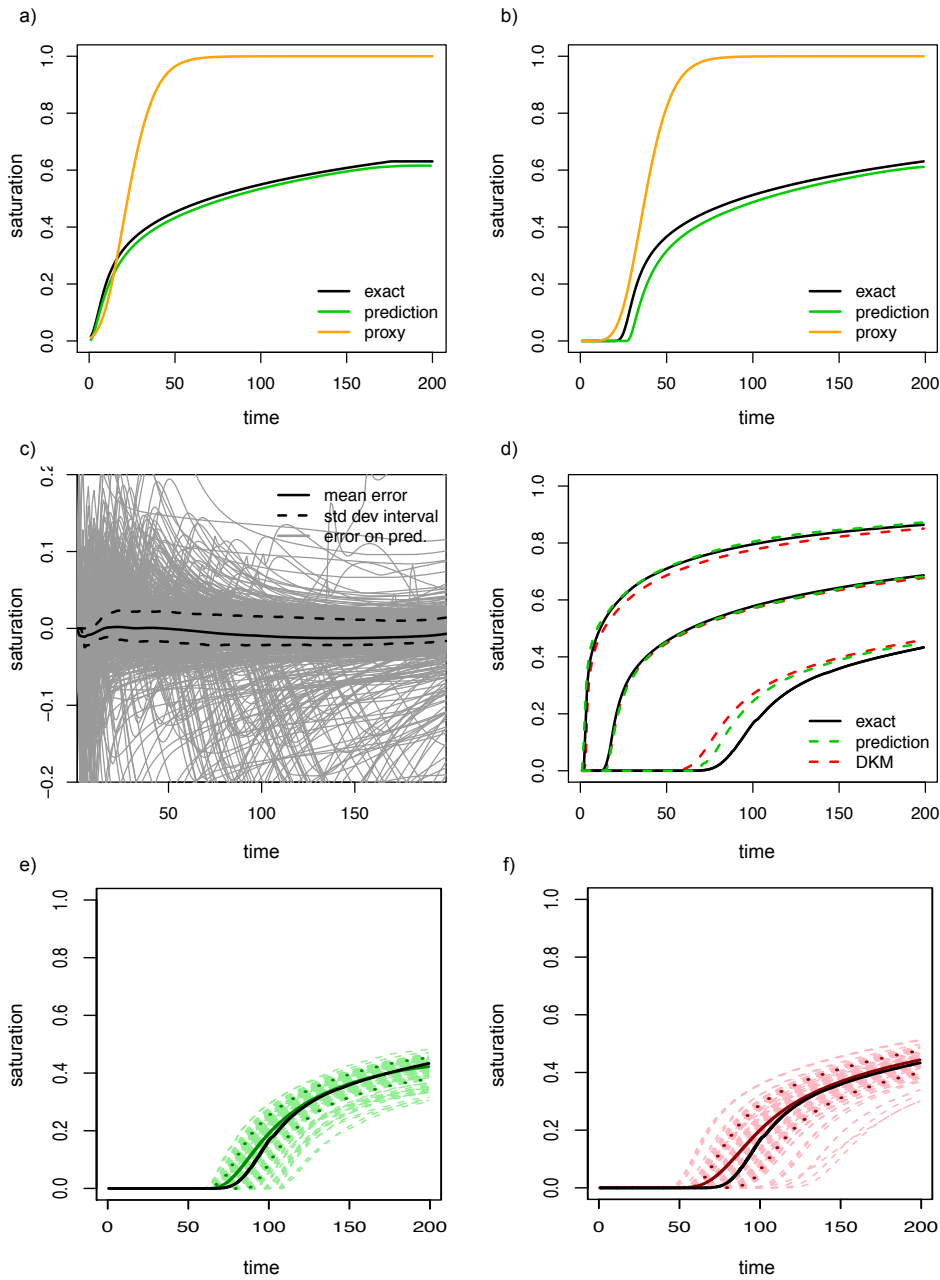 a)
saturation
0.0 0.2 0.4 0.6 0.8 1.0
exact
prediction
proxy
0 50 100 150 200
time
b)
saturation
0.0 0.2 0.4 0.6 0.8 1.0
exact
prediction
proxy
0 50 100 150 200
time
c)
saturation
−0.2 −0.1 0.0 0.1 0.2
mean error
std dev interval
error on pred.
50 100 150
time
d)
saturation
0.0 0.2 0.4 0.6 0.8 1.0
exact
prediction
DKM
0 50 100 150 200
time
e)
saturation
0.0 0.2 0.4 0.6 0.8 1.0
0 50 100 150 200
time
f)
saturation
0.0 0.2 0.4 0.6 0.8 1.0
0 50 100 150 200
time